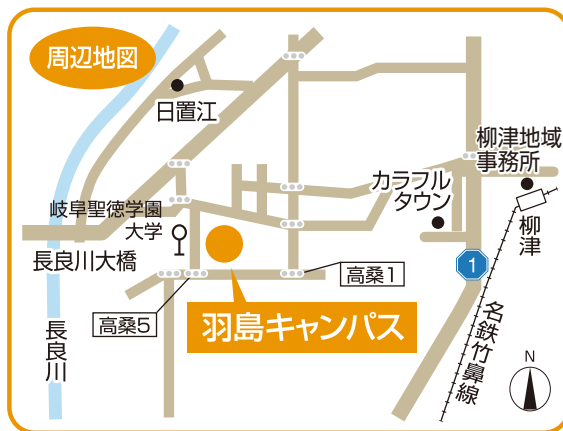 周辺地図
日置江
柳津地域
事務所
カラフル
タウン
岐阜聖徳学園
大学
柳津
長良川大橋
1
高桑1
高桑5
羽島キャンパス
長良川
名鉄竹鼻線
N